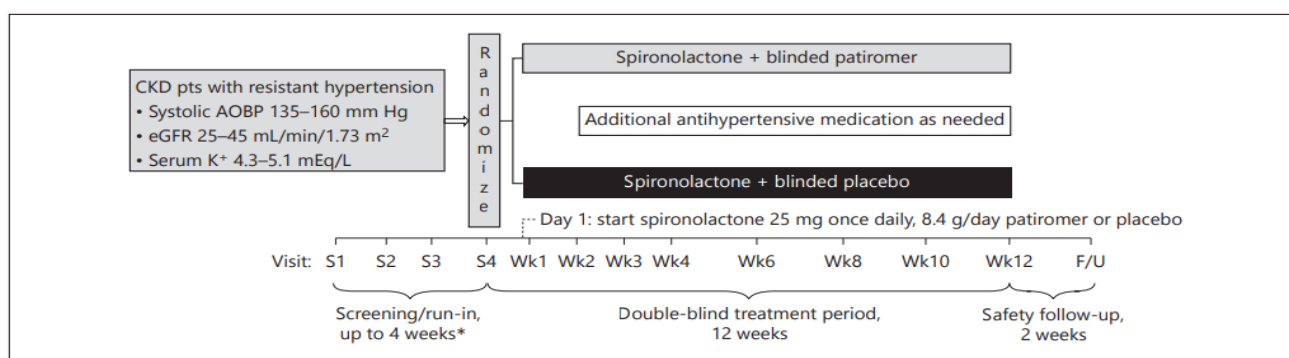 CKD pts with resistant hypertension
• Systolic AOBP 135–160 mm Hg
• eGFR 25–45 mL/min/1.73 m²
• Serum K⁺ 4.3–5.1 mEq/L
Randomize
Spironolactone + blinded patiromer
Additional antihypertensive medication as needed
Spironolactone + blinded placebo
Day 1: start spironolactone 25 mg once daily, 8.4 g/day patiromer or placebo
Visit: S1 S2 S3 S4 Wk1 Wk2 Wk3 Wk4 Wk6 Wk8 Wk10 Wk12 F/U
Screening/run-in,
up to 4 weeks*
Double-blind treatment period,
12 weeks
Safety follow-up,
2 weeks